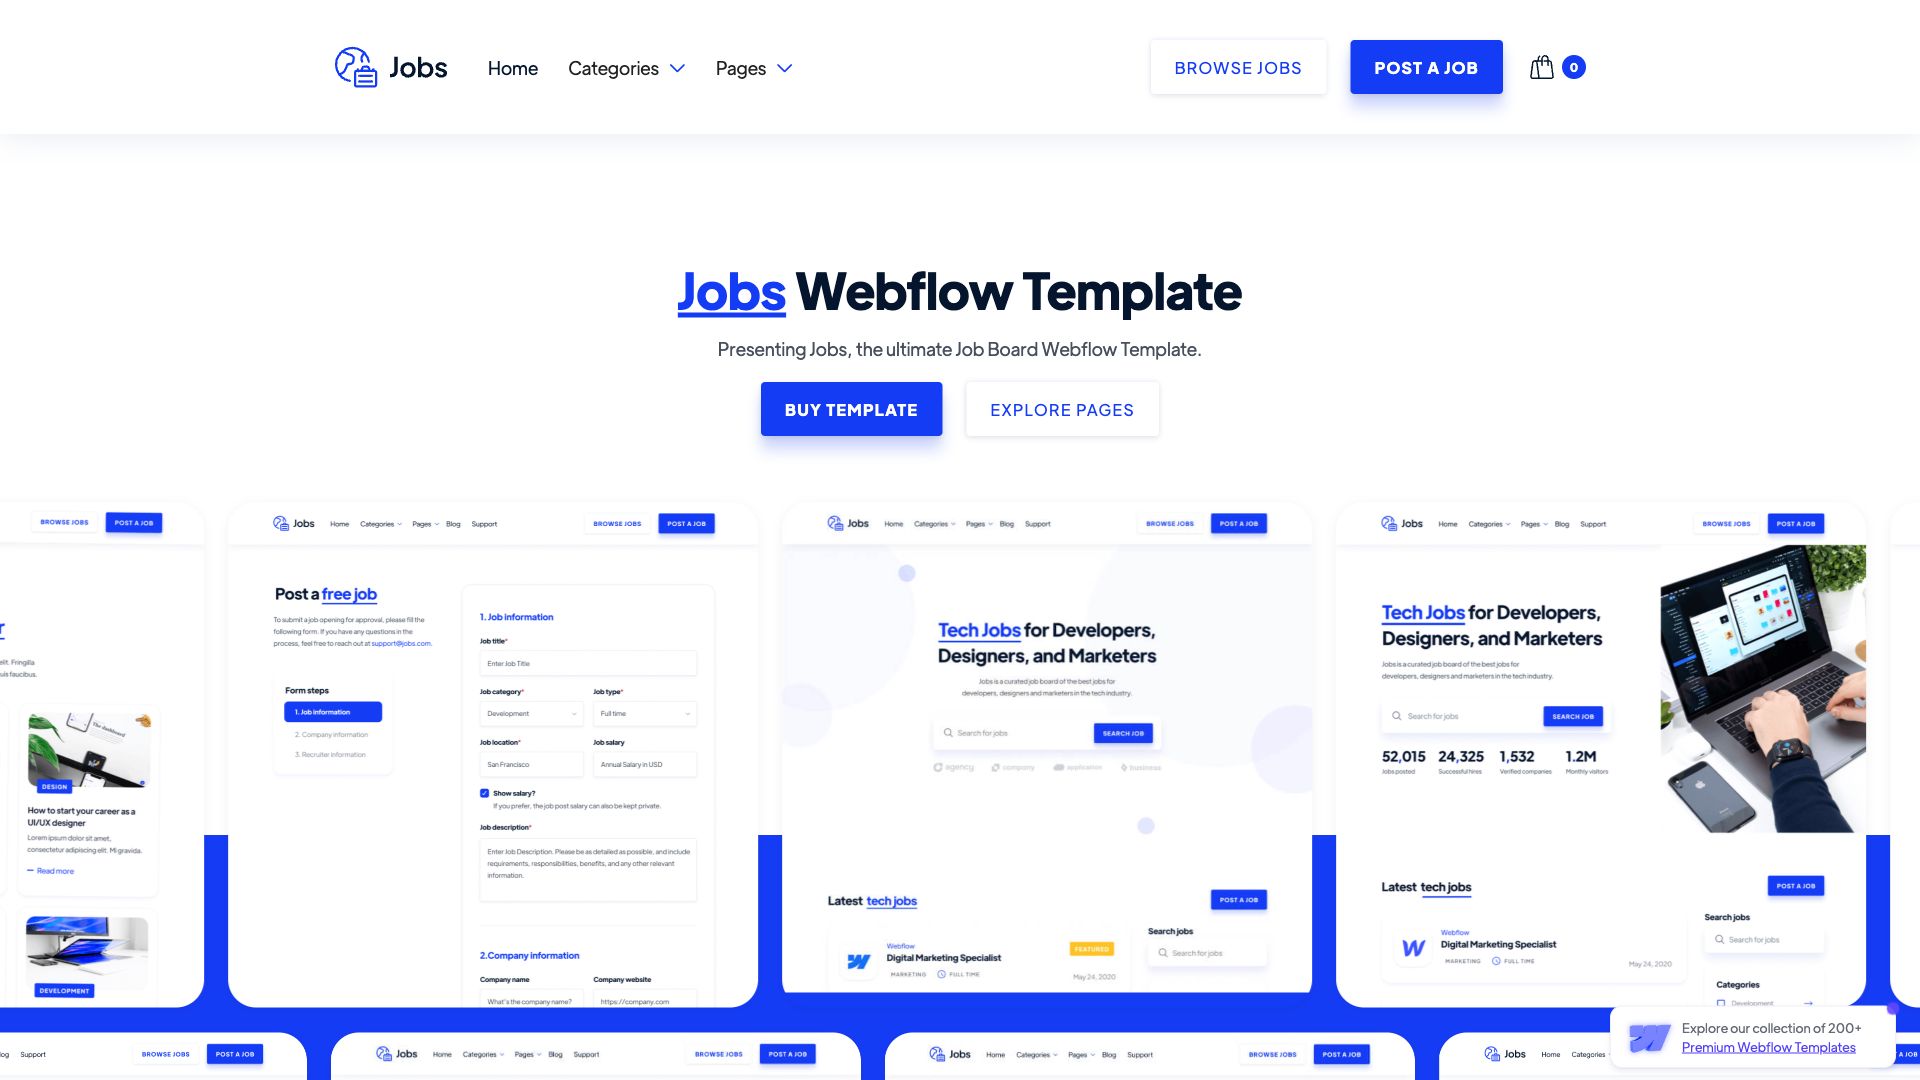 Jobs
Home
Categories
Pages
BROWSE JOBS
POST A JOB
0
Jobs Webflow Template
Presenting Jobs, the ultimate Job Board Webflow Template.
BUY TEMPLATE
EXPLORE PAGES
BROWSE JOBS
POST A JOB
elit. Fringilla
uis faucibus.
The dashboard
DESIGN
How to start your career as a
UI/UX designer
Lorem ipsum dolor sit amet,
consectetur adipiscing elit. Mi gravida.
Read more
DEVELOPMENT
Jobs Home Categories Pages Blog Support
BROWSE JOBS
POST A JOB
Post a free job
To submit a job opening for approval, please fill the
following form. If you have any questions in the
process, feel free to reach out at support@jobs.com.
Form steps
1. Job information
2. Company information
3. Recruiter information
1. Job information
Job title*
Enter Job Title
Job category*
Job type*
Development
Full time
Job location*
Job salary
San Francisco
Annual Salary in USD
Show salary?
If you prefer, the job post salary can also be kept private.
Job description*
Enter Job Description. Please be as detailed as possible, and include
requirements, responsibilities, benefits, and any other relevant
information.
2.Company information
Company name
Company website
What's the company name?
https://company.com
Jobs Home Categories Pages Blog Support
BROWSE JOBS
POST A JOB
Tech Jobs for Developers,
Designers, and Marketers
Jobs is a curated job board of the best jobs for
developers, designers and marketers in the tech industry.
Search for jobs
SEARCH JOB
agency
company
application
business
Latest tech jobs
POST A JOB
Webflow
Digital Marketing Specialist
MARKETING
FULL TIME
FEATURED
May 24, 2020
Search jobs
Search for jobs
Jobs Home Categories Pages Blog Support
BROWSE JOBS
POST A JOB
Tech Jobs for Developers,
Designers, and Marketers
Jobs is a curated job board of the best jobs for
developers, designers and marketers in the tech industry.
Search for jobs
SEARCH JOB
52,015 24,325 1,532 1.2M
Jobs posted Successful hires Verified companies Monthly visitors
Latest tech jobs
POST A JOB
Webflow
Digital Marketing Specialist
MARKETING
FULL TIME
May 24, 2020
Search jobs
Search for jobs
Categories
Development
og Support
BROWSE JOBS
POST A JOB
Jobs Home Categories Pages Blog Support
BROWSE JOBS
POST A JOB
Jobs Home Categories Pages Blog Support
BROWSE JOBS
POST A JOB
Jobs Home Categories
A JOB
Explore our collection of 200+
Premium Webflow Templates